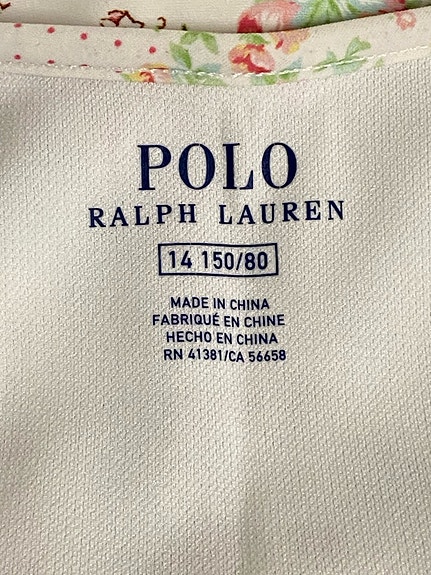 POLO
RALPH LAUREN
14 150/80
MADE IN CHINA
FABRIQUÉ EN CHINE
HECHO EN CHINA
RN 41381/CA 56658